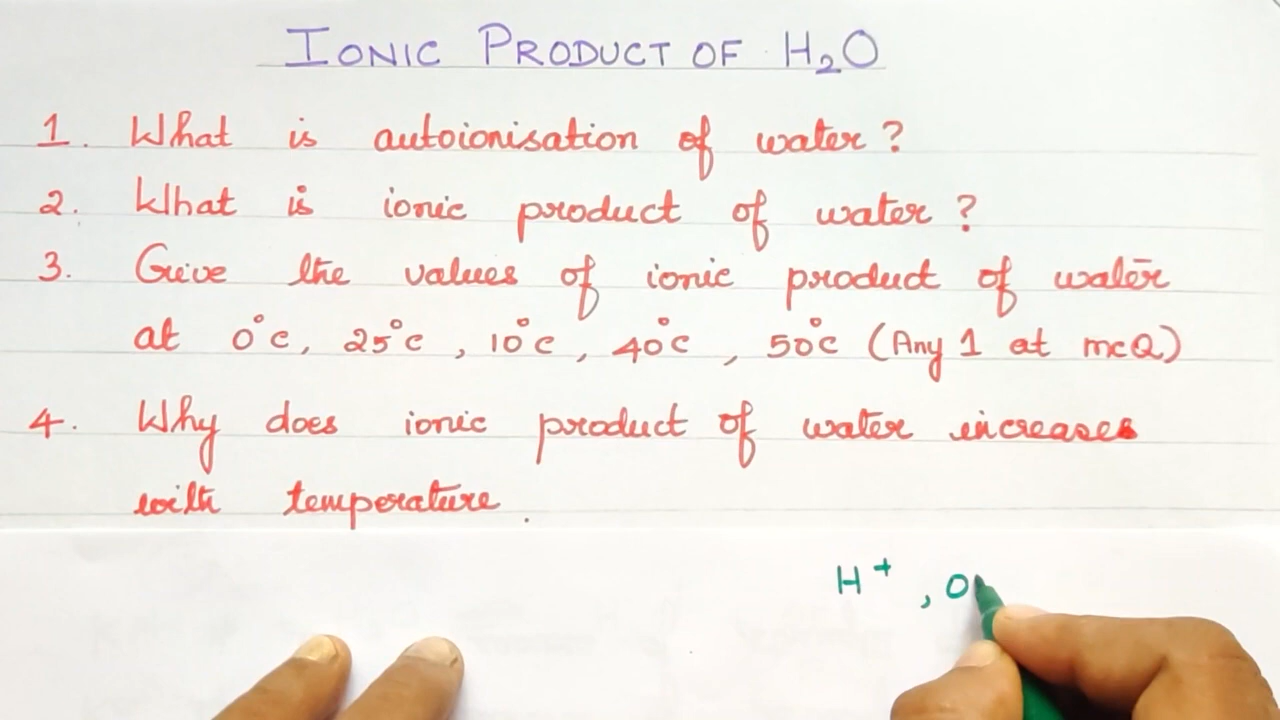 IONIC PRODUCT OF H₂O
1. What is autoionisation of water?
2. What is ionic product of water?
3. Give the values of ionic product of water
at 0°c, 25°c, 10°c, 40°c, 50°c (Any 1 at mcQ)
4. Why does ionic product of water increases
with temperature.
H⁺, O